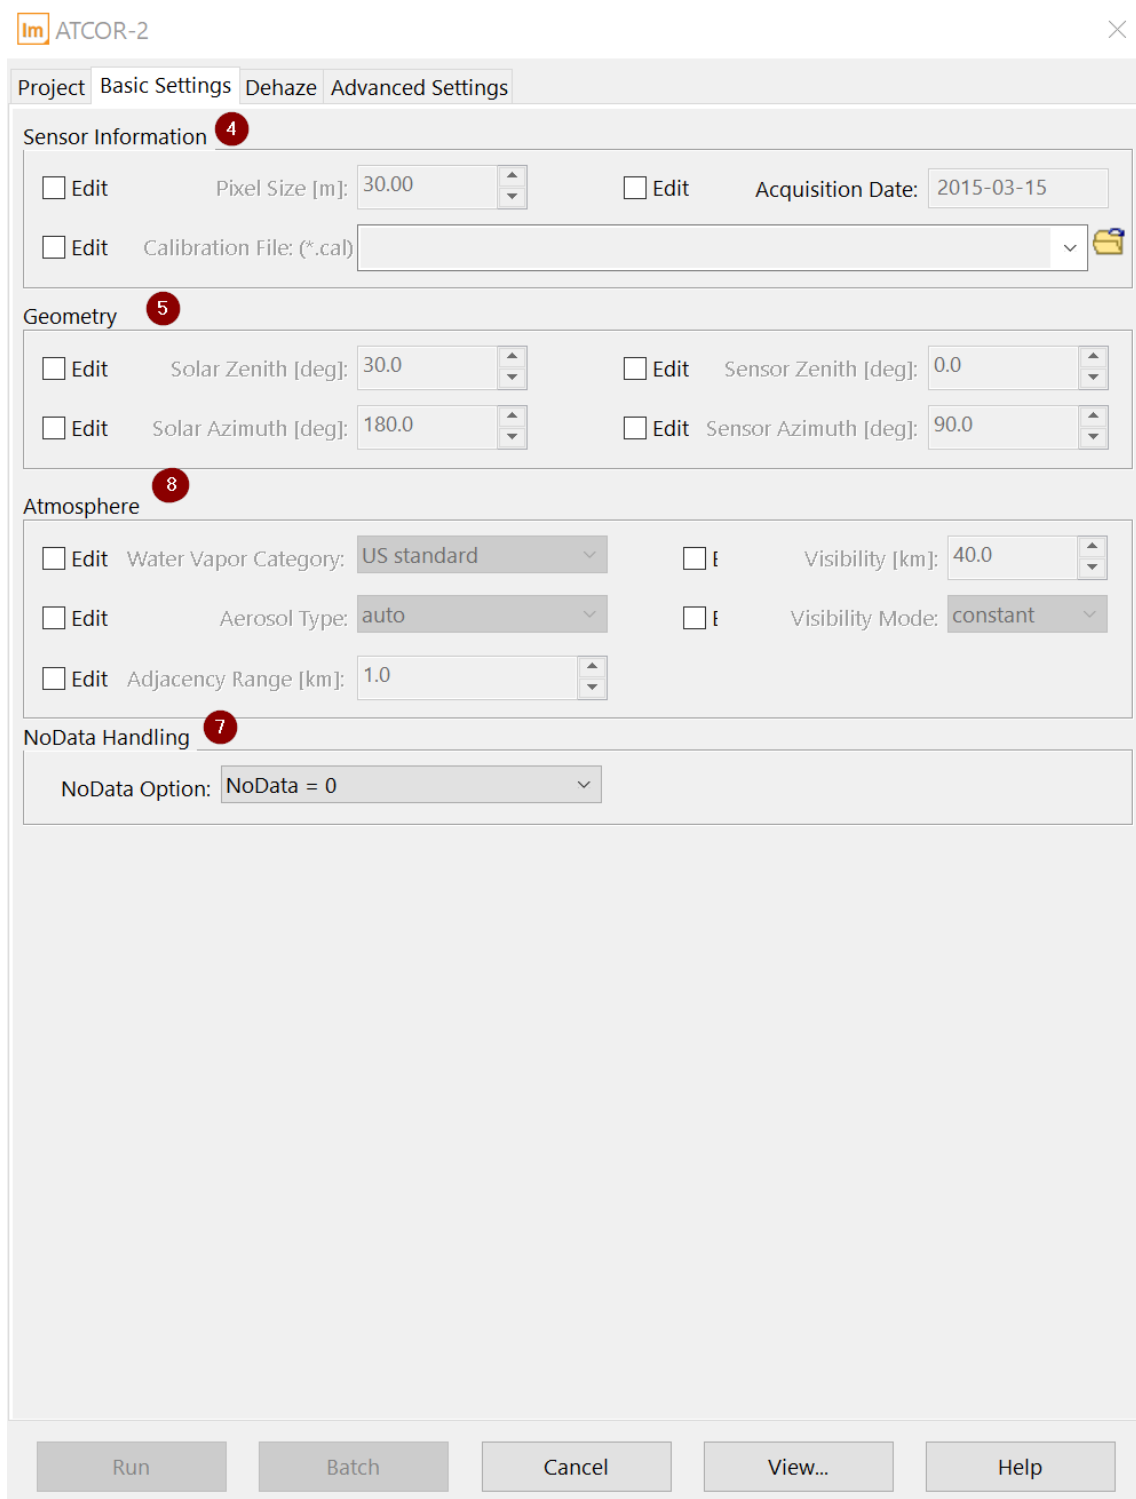 Im ATCOR-2
Project Basic Settings Dehaze Advanced Settings
Sensor Information 4
Edit Pixel Size [m]: 30.00 Edit Acquisition Date: 2015-03-15
Edit Calibration File: (*.cal)
Geometry 5
Edit Solar Zenith [deg]: 30.0 Edit Sensor Zenith [deg]: 0.0
Edit Solar Azimuth [deg]: 180.0 Edit Sensor Azimuth [deg]: 90.0
Atmosphere 8
Edit Water Vapor Category: US standard Visibility [km]: 40.0
Edit Aerosol Type: auto Visibility Mode: constant
Edit Adjacency Range [km]: 1.0
NoData Handling 7
NoData Option: NoData = 0
Run Batch Cancel View... Help